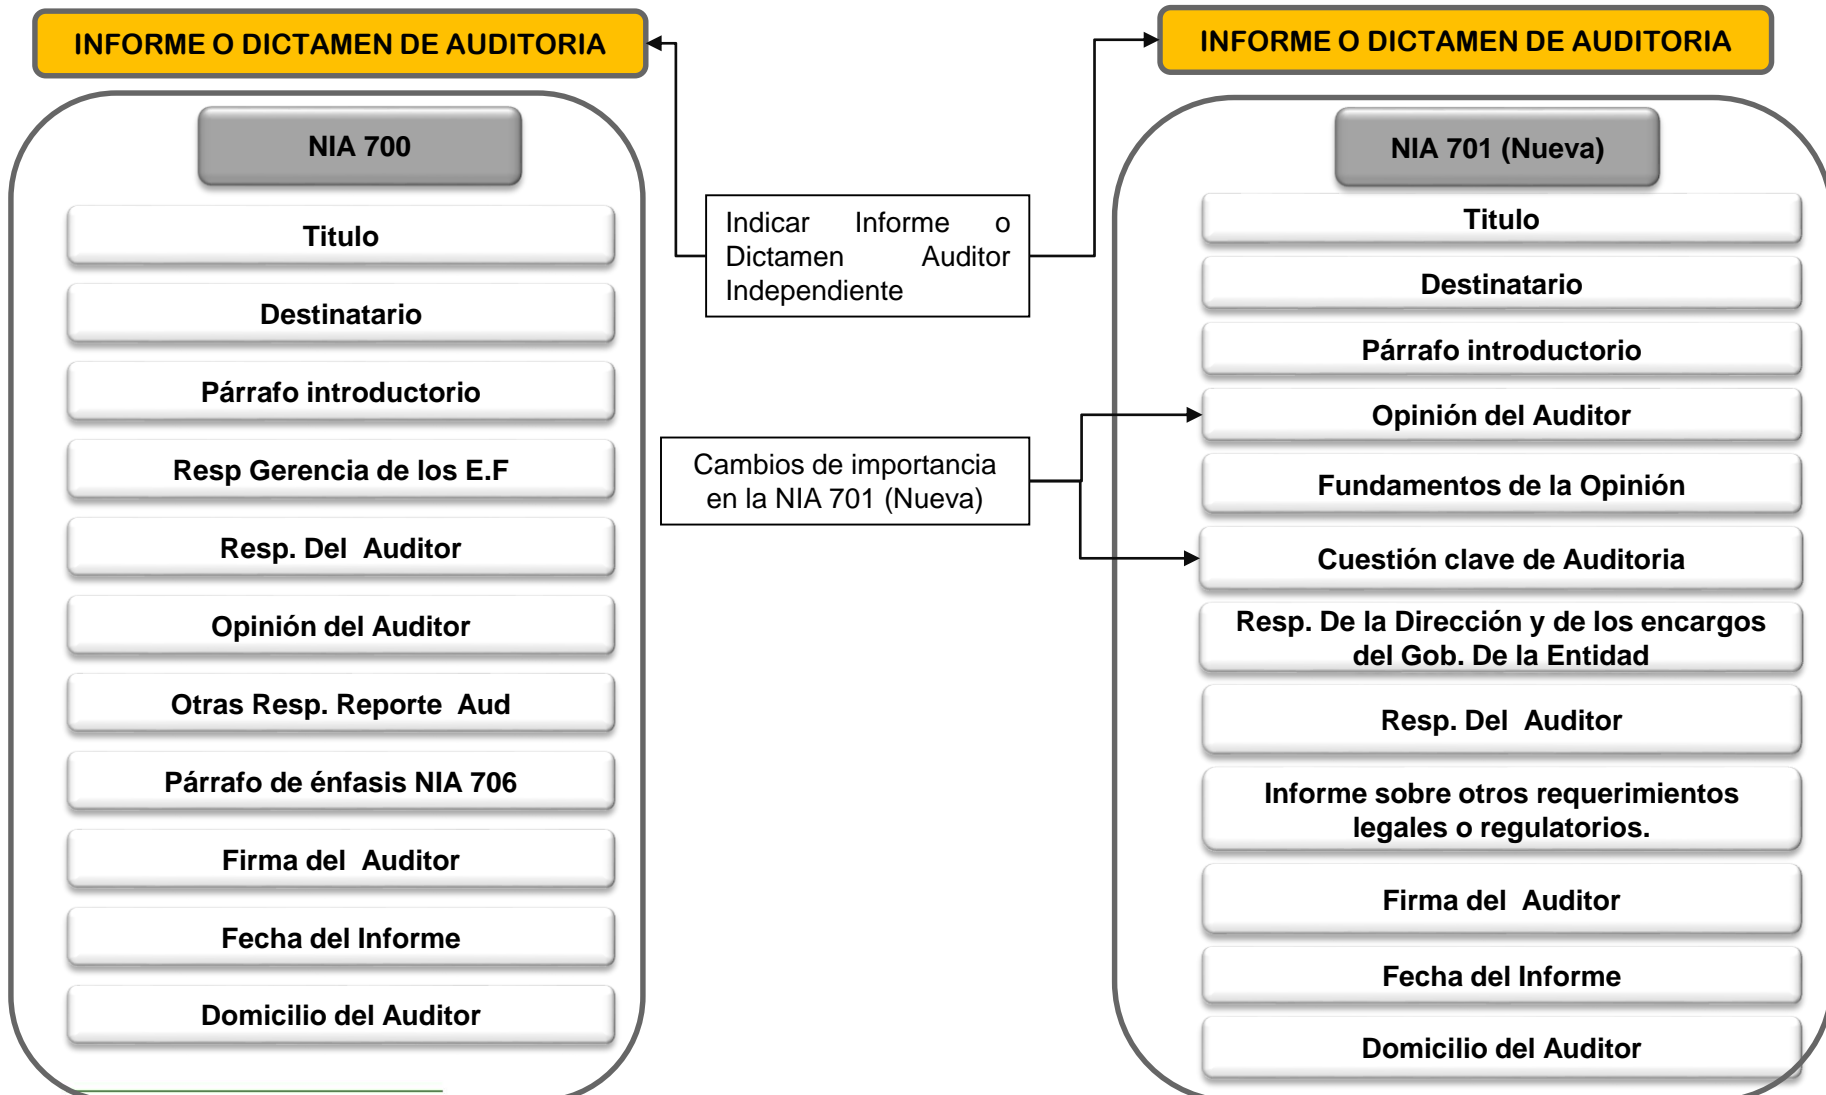 INFORME O DICTAMEN DE AUDITORIA
NIA 700
Titulo
Destinatario
Párrafo introductorio
Resp Gerencia de los E.F
Resp. Del Auditor
Opinión del Auditor
Otras Resp. Reporte Aud
Párrafo de énfasis NIA 706
Firma del Auditor
Fecha del Informe
Domicilio del Auditor
Indicar Informe o
Dictamen Auditor
Independiente
Cambios de importancia
en la NIA 701 (Nueva)
INFORME O DICTAMEN DE AUDITORIA
NIA 701 (Nueva)
Titulo
Destinatario
Párrafo introductorio
Opinión del Auditor
Fundamentos de la Opinión
Cuestión clave de Auditoria
Resp. De la Dirección y de los encargos
del Gob. De la Entidad
Resp. Del Auditor
Informe sobre otros requerimientos
legales o regulatorios.
Firma del Auditor
Fecha del Informe
Domicilio del Auditor